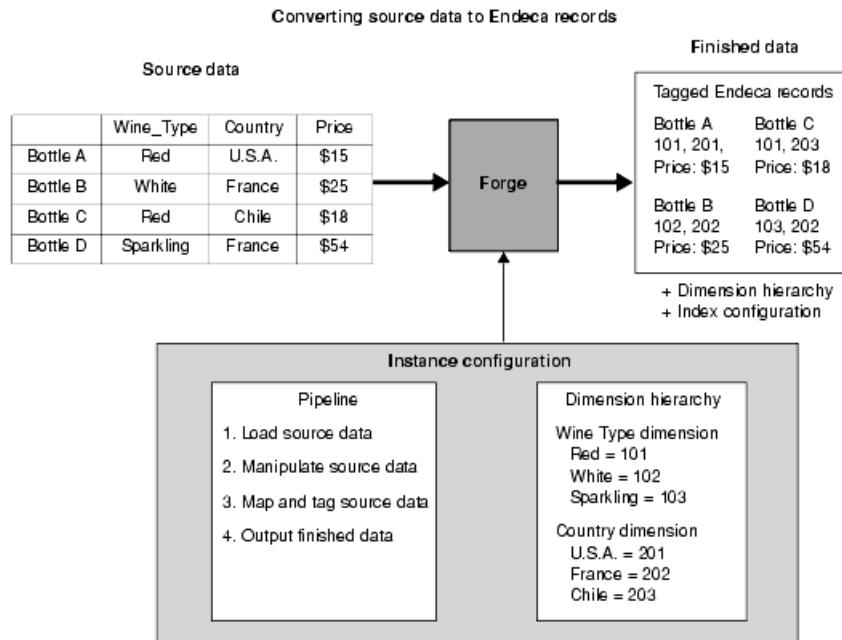 Converting source data to Endeca records
Source data
Wine_Type Country Price
Bottle A Red U.S.A. $15
Bottle B White France $25
Bottle C Red Chile $18
Bottle D Sparkling France $54
Forge
Finished data
Tagged Endeca records
Bottle A Bottle C
101, 201, 101, 203
Price: $15 Price: $18
Bottle B Bottle D
102, 202 103, 202
Price: $25 Price: $54
+ Dimension hierarchy
+ Index configuration
Instance configuration
Pipeline
1. Load source data
2. Manipulate source data
3. Map and tag source data
4. Output finished data
Dimension hierarchy
Wine Type dimension
Red = 101
White = 102
Sparkling = 103
Country dimension
U.S.A. = 201
France = 202
Chile = 203